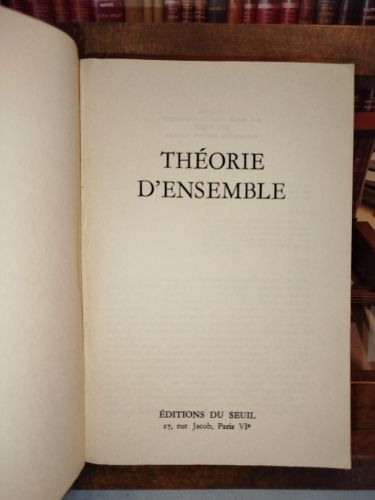 THÉORIE
D'ENSEMBLE
ÉDITIONS DU SEUIL
27, rue Jacob, Paris VIᵉ